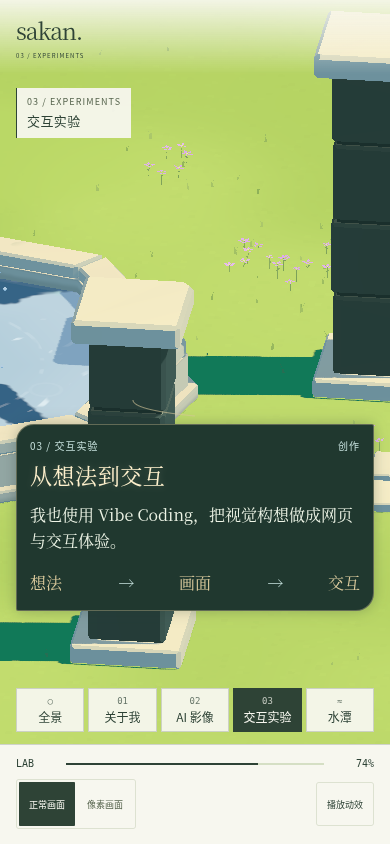 sakan.
03 / EXPERIMENTS
03 / EXPERIMENTS
交互实验
03 / 交互实验 创作
从想法到交互
我也使用 Vibe Coding，把视觉构想做成网页
与交互体验。
想法 → 画面 → 交互
○ 01 02 03 ≈
全景 关于我 AI 影像 交互实验 水潭
LAB 74%
正常画面 像素画面 播放动效